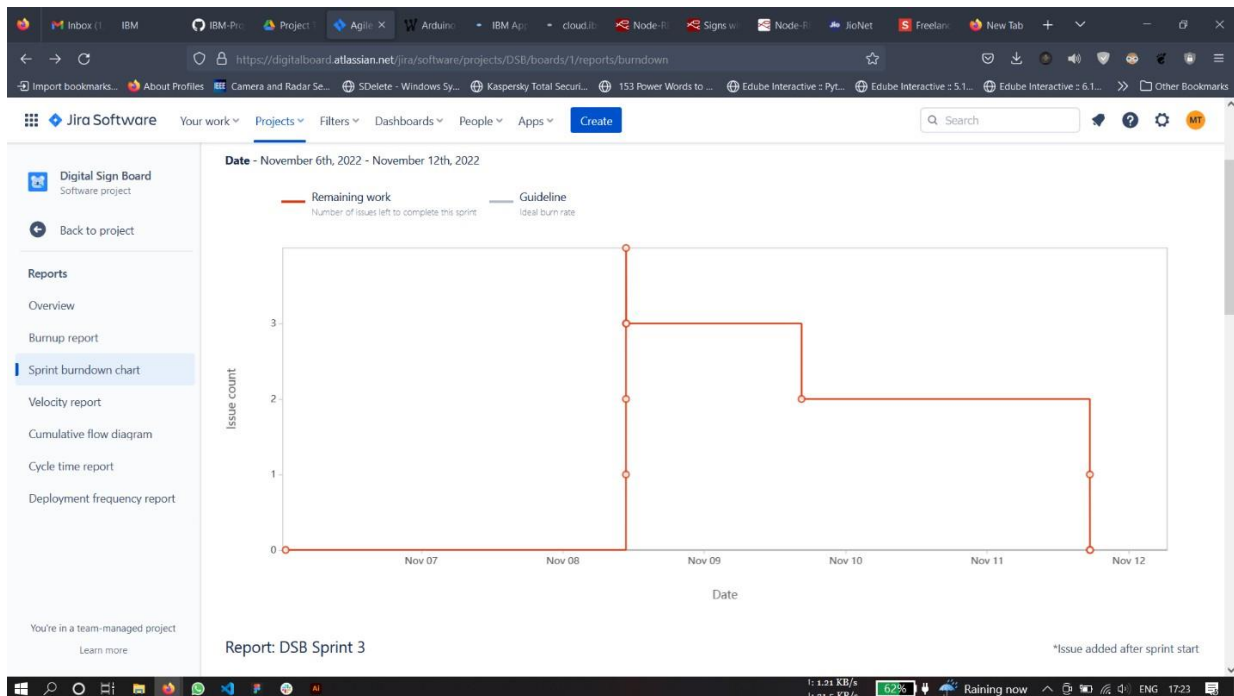 Inbox (1
IBM
IBM-Pro
Project
Agile
Arduino
IBM App
cloud.ib
Node-R
Signs w
Node-R
JioNet
Freelanc
New Tab
https://digitalboard.atlassian.net/jira/software/projects/DSB/boards/1/reports/burndown
Import bookmarks...
About Profiles
Camera and Radar Se...
SDelete - Windows Sy...
Kaspersky Total Securi...
153 Power Words to ...
Edube Interactive :: Pyt...
Edube Interactive :: 5.1...
Edube Interactive :: 6.1...
Other Bookmarks
Jira Software
Your work
Projects
Filters
Dashboards
People
Apps
Create
Search
MT
Digital Sign Board
Software project
Back to project
Reports
Overview
Burnup report
Sprint burndown chart
Velocity report
Cumulative flow diagram
Cycle time report
Deployment frequency report
You're in a team-managed project
Learn more
Date - November 6th, 2022 - November 12th, 2022
Remaining work
Number of issues left to complete this sprint
Guideline
Ideal burn rate
Issue count
3
2
1
0
Nov 07
Nov 08
Nov 09
Nov 10
Nov 11
Nov 12
Date
Report: DSB Sprint 3
*Issue added after sprint start
1.21 KB/s
62%
Raining now
ENG
17:23